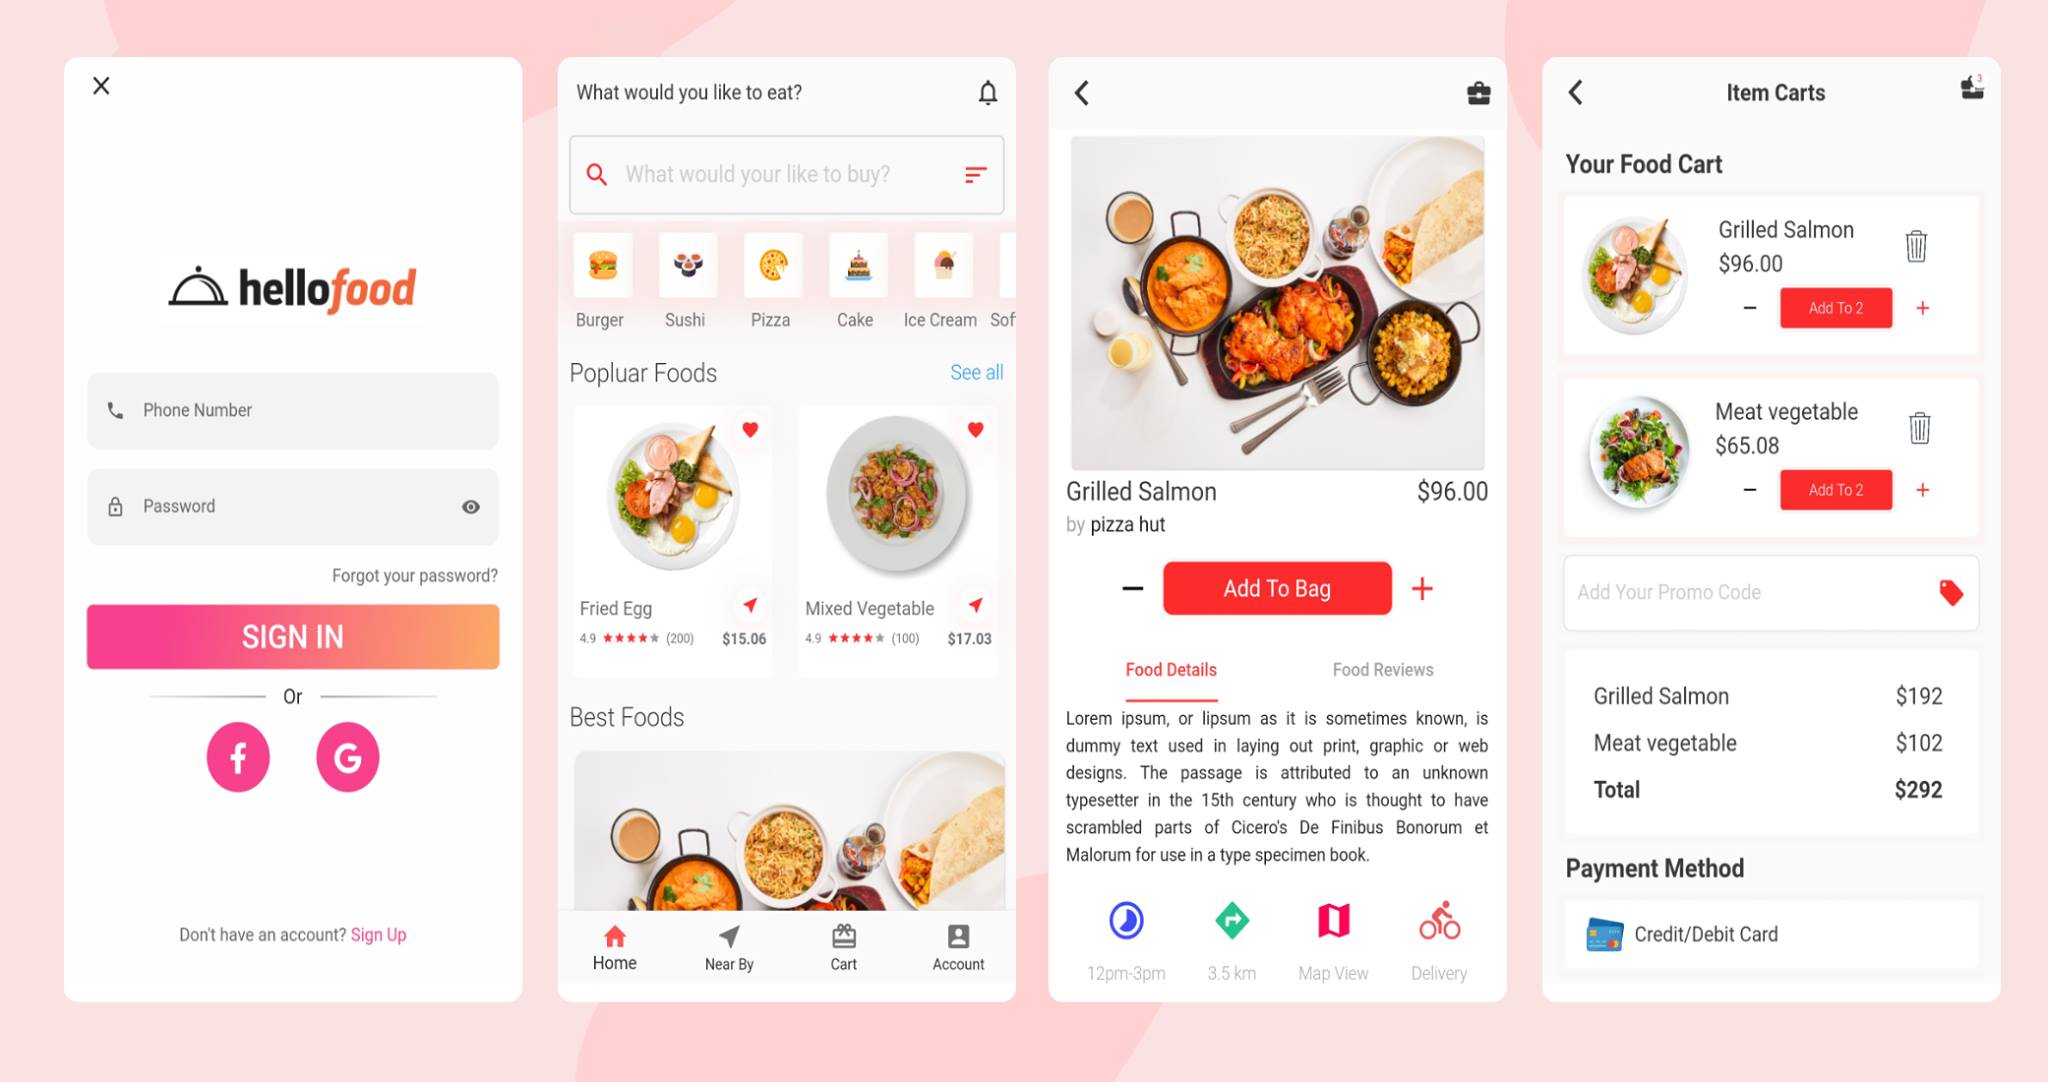 hellofood
Phone Number
Password
Forgot your password?
SIGN IN
Or
f
G
Don't have an account? Sign Up
What would you like to eat?
What would your like to buy?
Burger
Sushi
Pizza
Cake
Ice Cream
Sof
Popluar Foods
See all
Fried Egg
4.9 (200) $15.06
Mixed Vegetable
4.9 (100) $17.03
Best Foods
Home
Near By
Cart
Account
Grilled Salmon $96.00
by pizza hut
Add To Bag
Food Details
Food Reviews
Lorem ipsum, or lipsum as it is sometimes known, is
dummy text used in laying out print, graphic or web
designs. The passage is attributed to an unknown
typesetter in the 15th century who is thought to have
scrambled parts of Cicero's De Finibus Bonorum et
Malorum for use in a type specimen book.
12pm-3pm
3.5 km
Map View
Delivery
Item Carts
3
Your Food Cart
Grilled Salmon
$96.00
Add To 2
Meat vegetable
$65.08
Add To 2
Add Your Promo Code
Grilled Salmon $192
Meat vegetable $102
Total $292
Payment Method
Credit/Debit Card